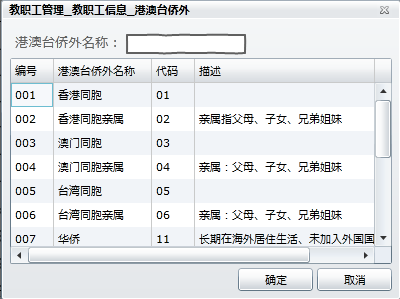 教职工管理_教职工信息_港澳台侨外
港澳台侨外名称：
编号 港澳台侨外名称 代码 描述
001 香港同胞 01
002 香港同胞亲属 02 亲属指父母、子女、兄弟姐妹
003 澳门同胞 03
004 澳门同胞亲属 04 亲属：父母、子女、兄弟姐妹
005 台湾同胞 05
006 台湾同胞亲属 06 亲属：父母、子女、兄弟姐妹
007 华侨 11 长期在海外居住生活、未加入外国国
确定 取消